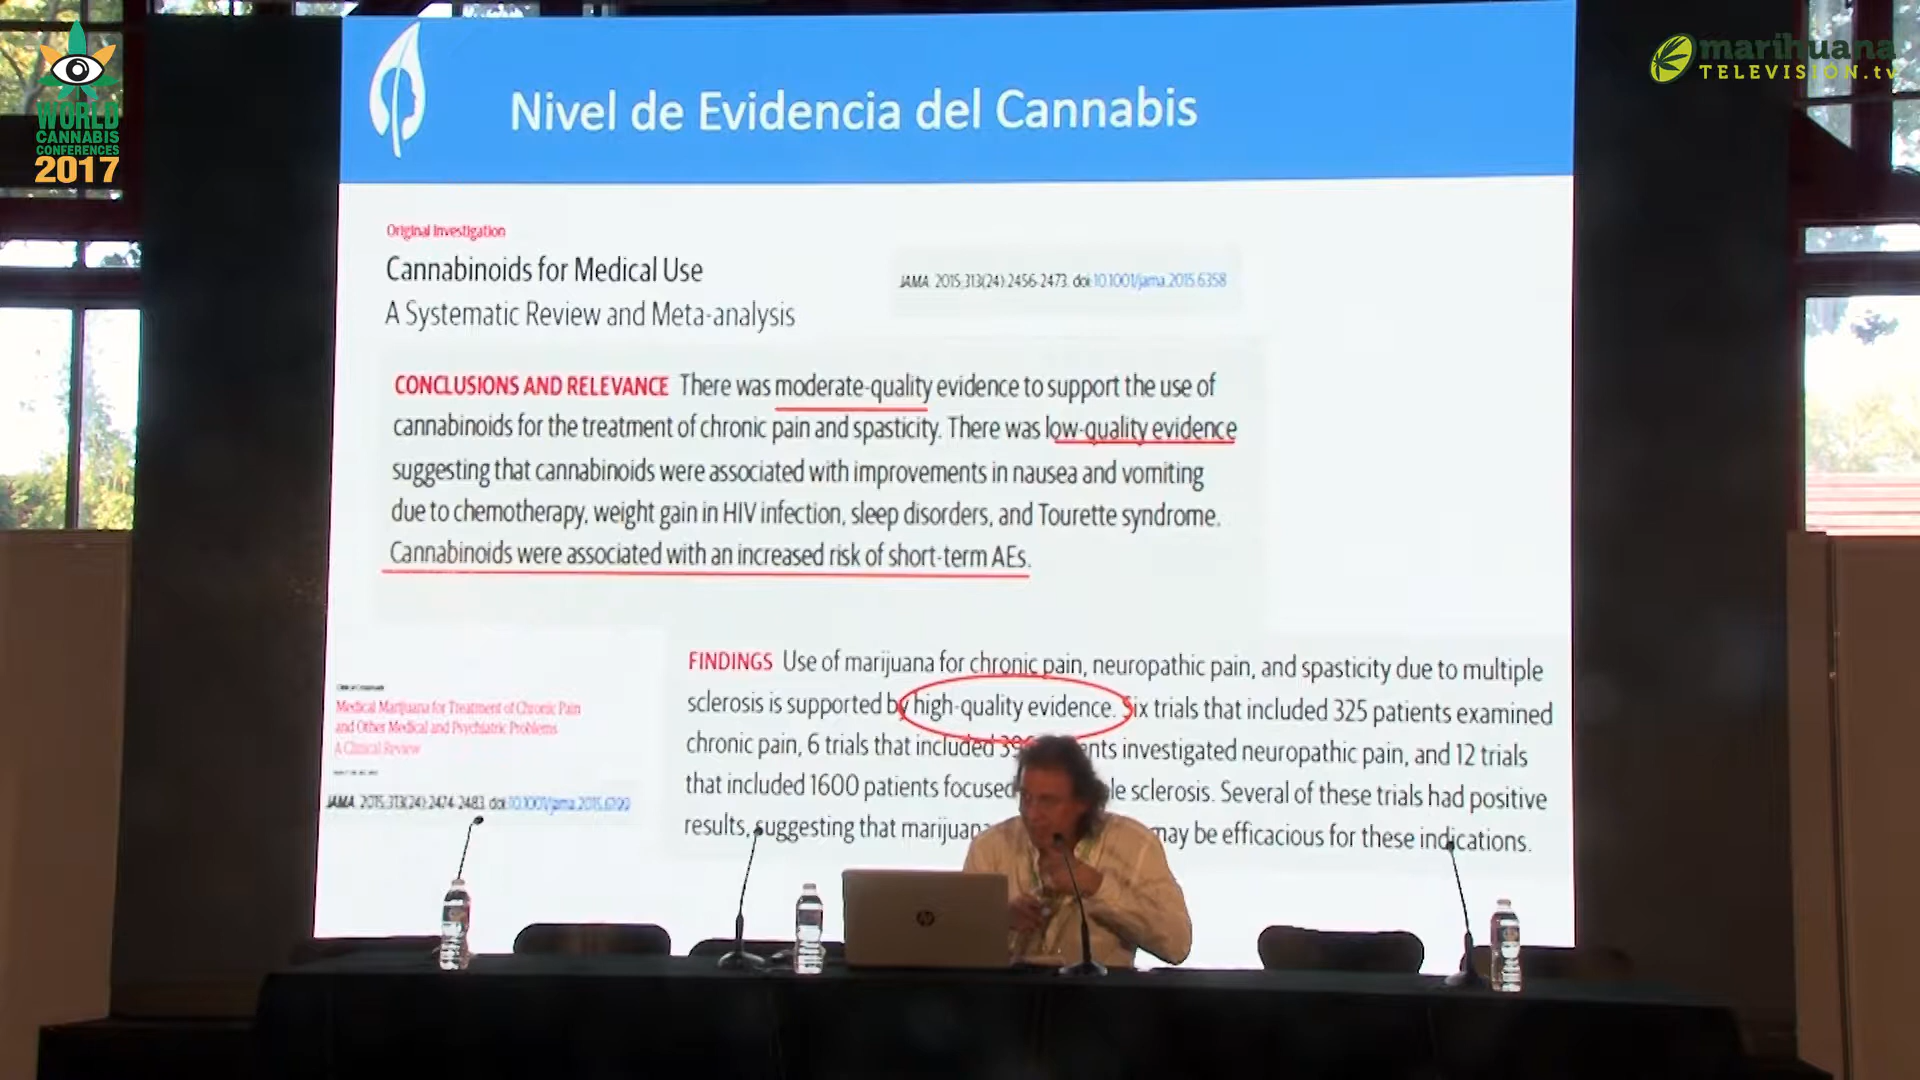 WORLD
CANNABIS
CONFERENCES
2017
marihuana
TELEVISIÓN.tv
Nivel de Evidencia del Cannabis
Original Investigation
Cannabinoids for Medical Use
A Systematic Review and Meta-analysis
JAMA. 2015;313(24):2456-2473. doi:10.1001/jama.2015.6358
CONCLUSIONS AND RELEVANCE There was moderate-quality evidence to support the use of
cannabinoids for the treatment of chronic pain and spasticity. There was low-quality evidence
suggesting that cannabinoids were associated with improvements in nausea and vomiting
due to chemotherapy, weight gain in HIV infection, sleep disorders, and Tourette syndrome.
Cannabinoids were associated with an increased risk of short-term AEs.
Medical Marijuana for Treatment of Chronic Pain
and Other Medical and Psychiatric Problems
A Clinical Review
JAMA. 2015;313(24):2474-2483. doi:10.1001/jama.2015.6199
FINDINGS Use of marijuana for chronic pain, neuropathic pain, and spasticity due to multiple
sclerosis is supported by high-quality evidence. Six trials that included 325 patients examined
chronic pain, 6 trials that included investigated neuropathic pain, and 12 trials
that included 1600 patients focused sclerosis. Several of these trials had positive
results, suggesting that may be efficacious for these indications.
hp